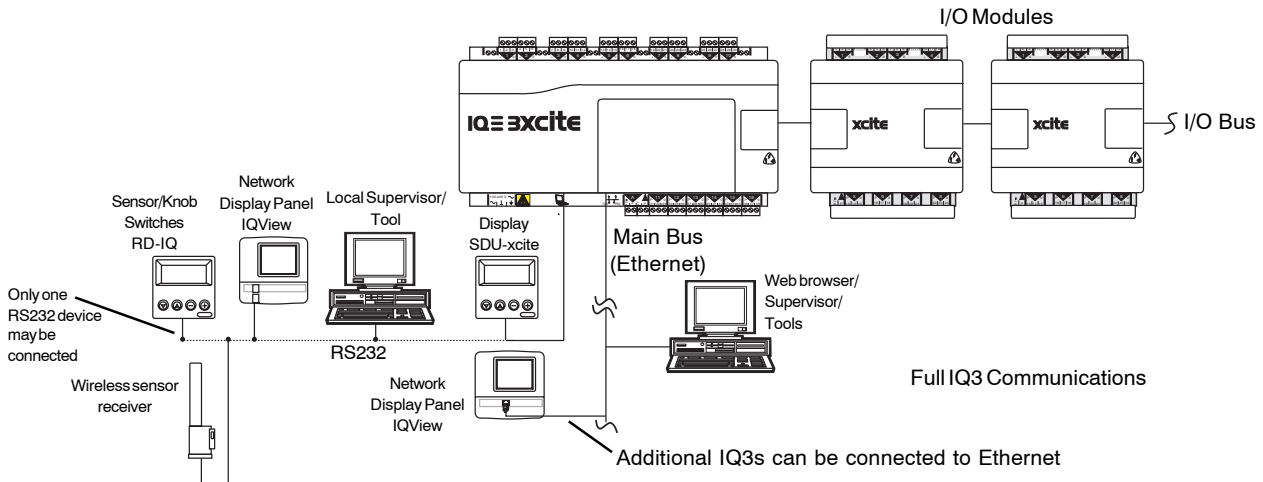 I/O Modules
IQ3xcite
xcite
xcite
I/O Bus
Sensor/Knob
Switches
RD-IQ
Network
Display Panel
IQView
Local Supervisor/
Tool
Display
SDU-xcite
Main Bus
(Ethernet)
Web browser/
Supervisor/
Tools
Only one
RS232 device
may be
connected
RS232
Wireless sensor
receiver
Network
Display Panel
IQView
Full IQ3 Communications
Additional IQ3s can be connected to Ethernet